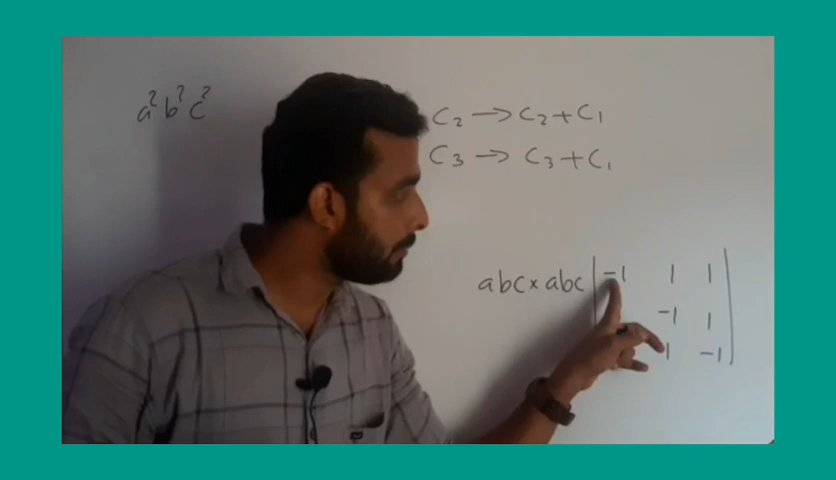 a²b²c²
C₂ → C₂+C₁
C₃ → C₃+C₁
abc×abc | -1 1 1 |
-1 1
1 -1